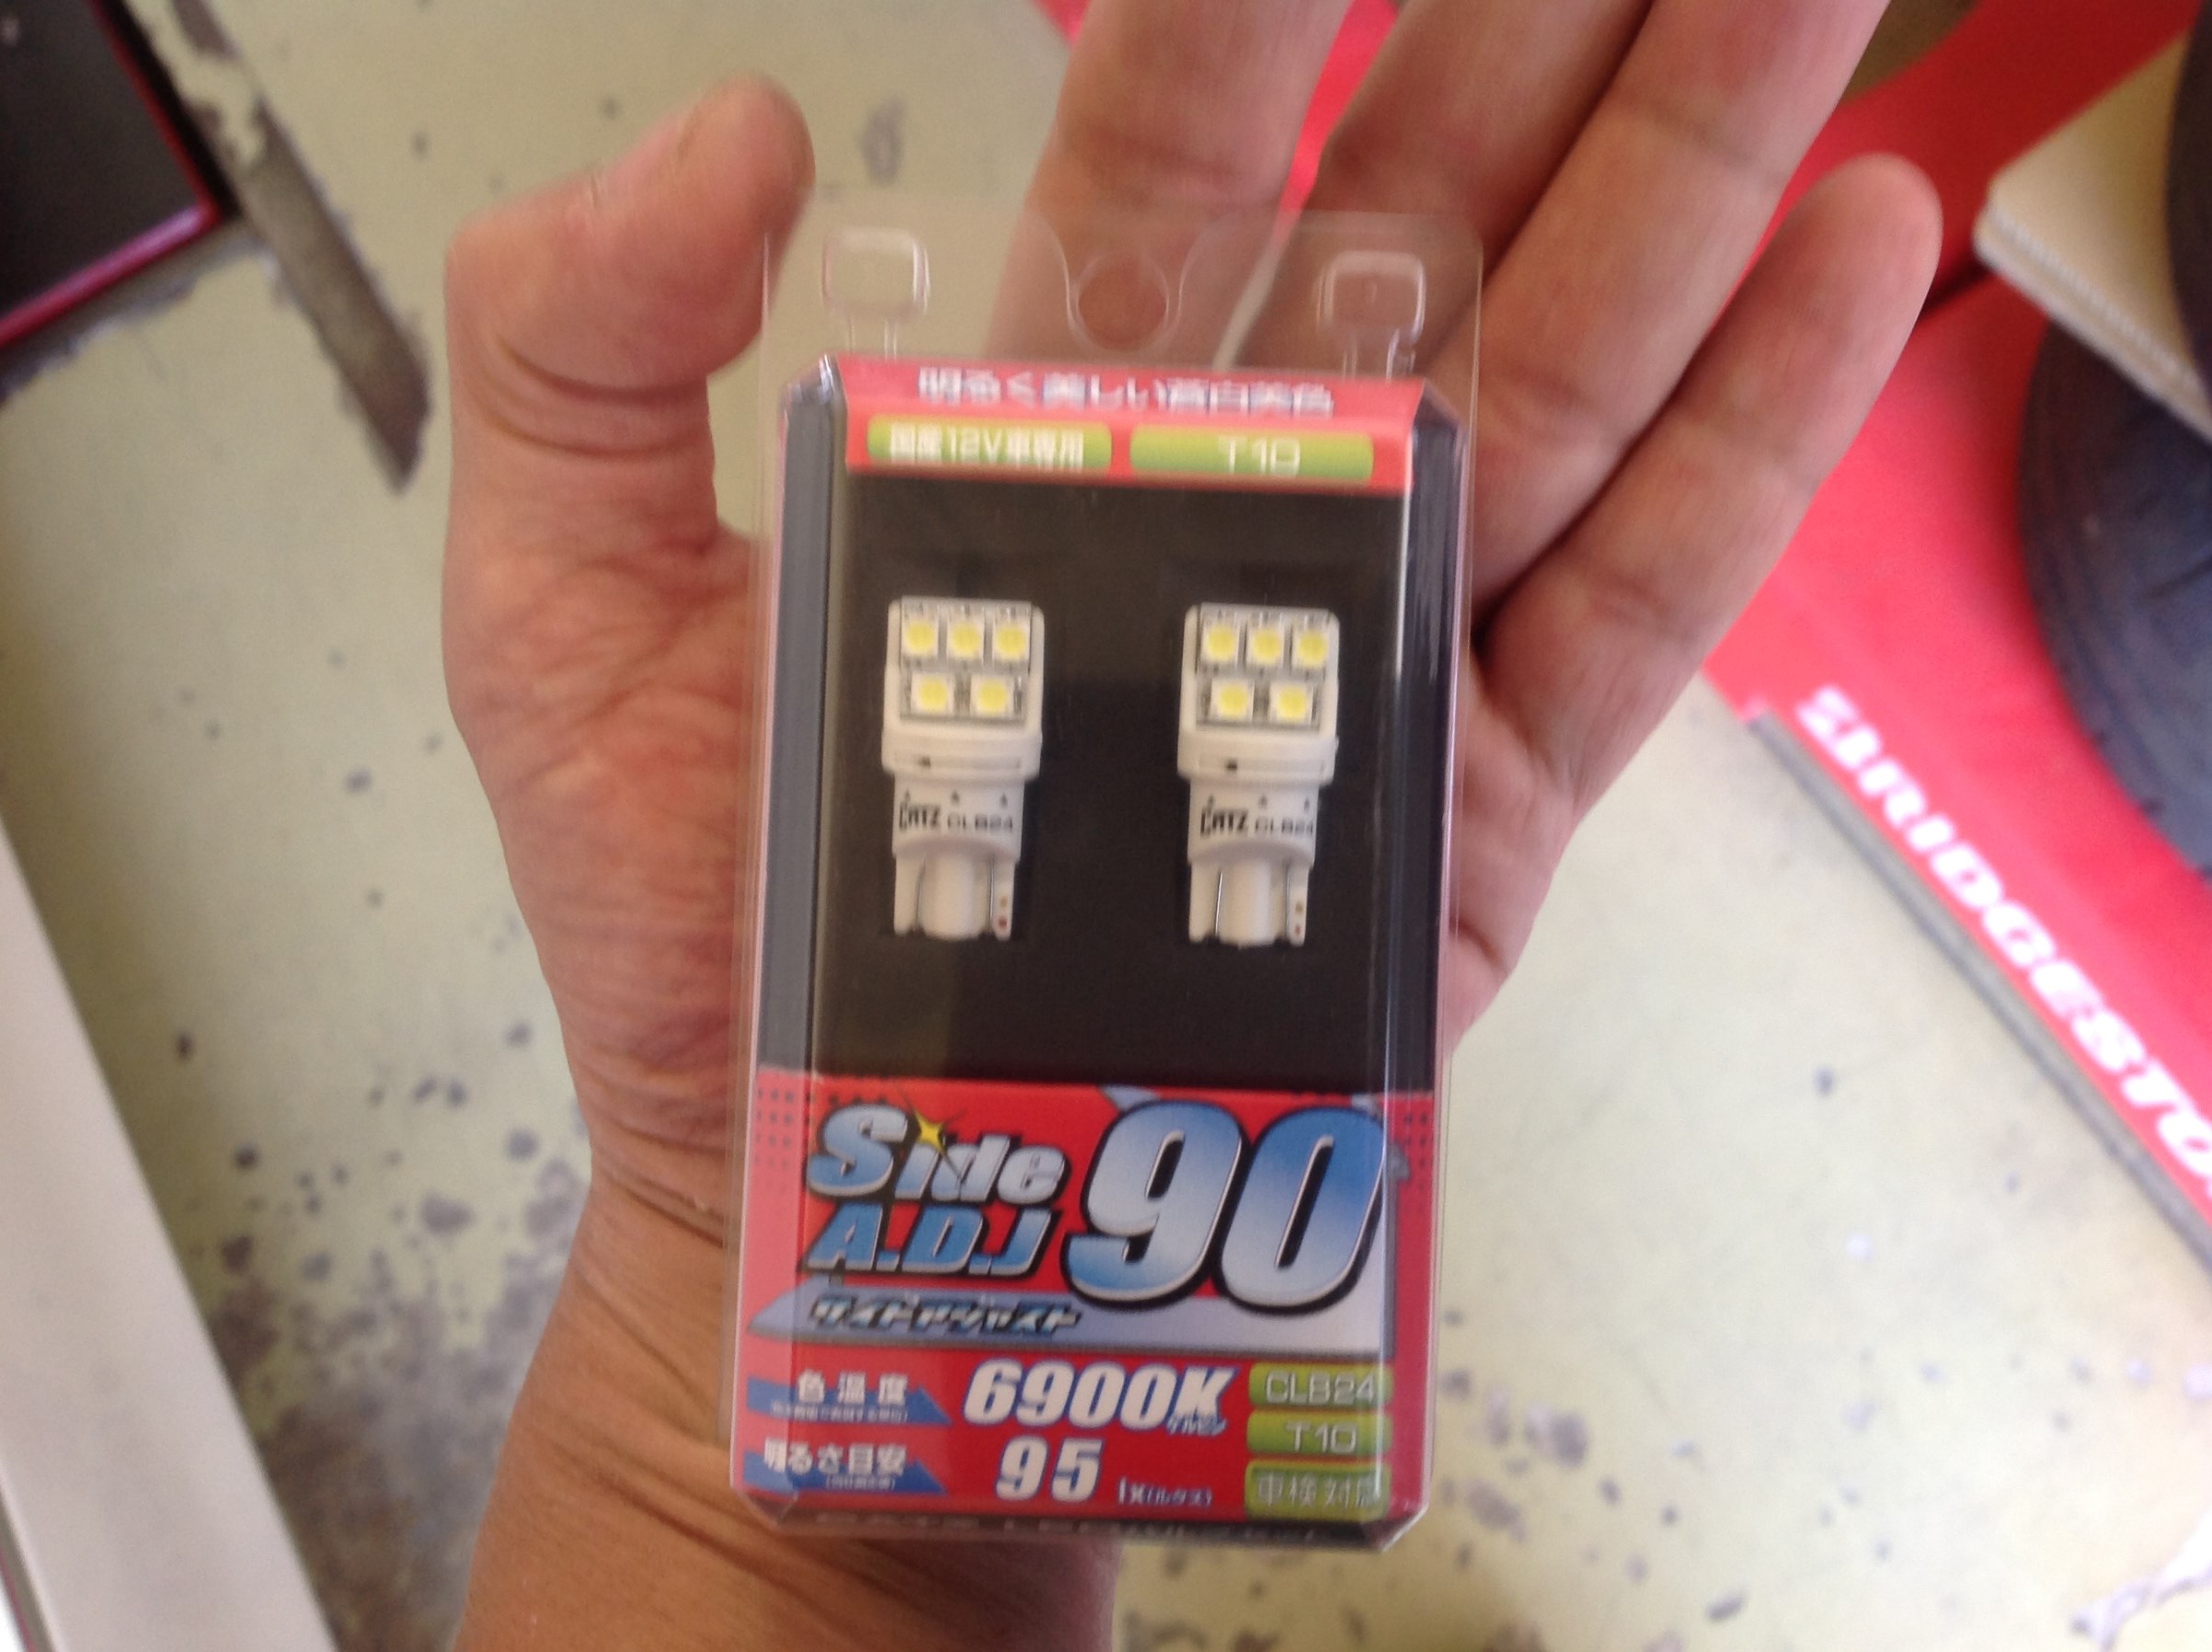 明るく美しい蒼白美色
国産12V車専用
T10
CATZ CLB24
CATZ CLB24
Side
A.D.J
90
サイドアジャスト
色温度
6900K
ケルビン
CLB24
T10
明るさ目安
95
lx(ルクス)
車検対応
BRIDGESTO